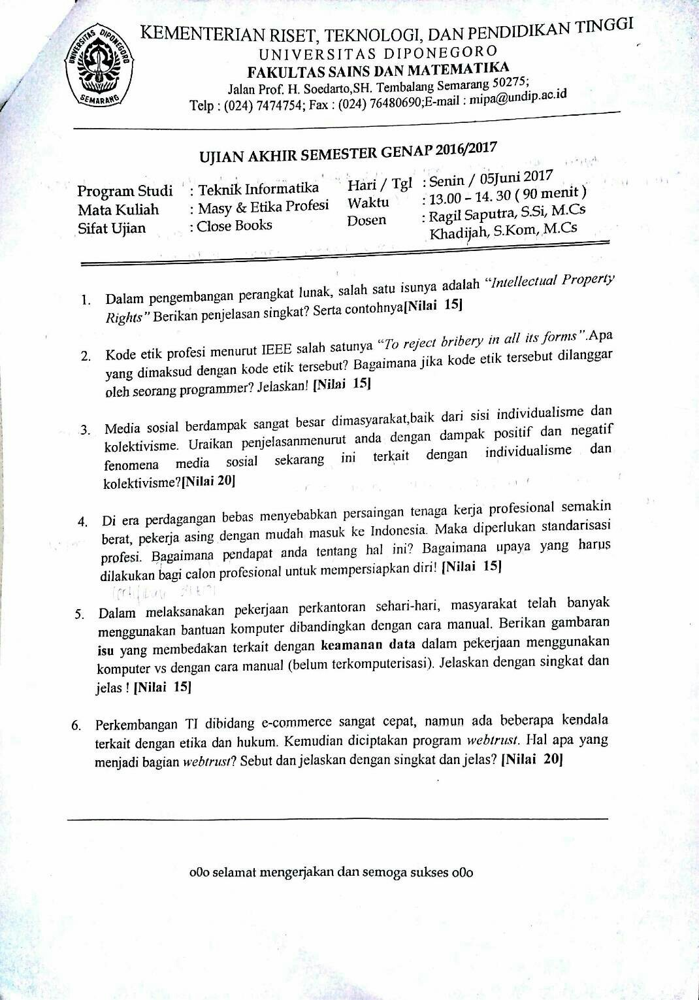 UNIVERSITAS DIPONEGORO
SEMARANG
KEMENTERIAN RISET, TEKNOLOGI, DAN PENDIDIKAN TINGGI
UNIVERSITAS DIPONEGORO
FAKULTAS SAINS DAN MATEMATIKA
Jalan Prof. H. Soedarto,SH. Tembalang Semarang 50275;
Telp : (024) 7474754; Fax : (024) 76480690;E-mail : mipa@undip.ac.id
UJIAN AKHIR SEMESTER GENAP 2016/2017
Program Studi : Teknik Informatika Hari / Tgl : Senin / 05Juni 2017
Mata Kuliah : Masy & Etika Profesi Waktu : 13.00 – 14. 30 ( 90 menit )
Sifat Ujian : Close Books Dosen : Ragil Saputra, S.Si, M.Cs
Khadijah, S.Kom, M.Cs
1. Dalam pengembangan perangkat lunak, salah satu isunya adalah “Intellectual Property
Rights” Berikan penjelasan singkat? Serta contohnya[Nilai 15]
2. Kode etik profesi menurut IEEE salah satunya “To reject bribery in all its forms”.Apa
yang dimaksud dengan kode etik tersebut? Bagaimana jika kode etik tersebut dilanggar
oleh seorang programmer? Jelaskan! [Nilai 15]
3. Media sosial berdampak sangat besar dimasyarakat,baik dari sisi individualisme dan
kolektivisme. Uraikan penjelasanmenurut anda dengan dampak positif dan negatif
fenomena media sosial sekarang ini terkait dengan individualisme dan
kolektivisme?[Nilai 20]
4. Di era perdagangan bebas menyebabkan persaingan tenaga kerja profesional semakin
berat, pekerja asing dengan mudah masuk ke Indonesia. Maka diperlukan standarisasi
profesi. Bagaimana pendapat anda tentang hal ini? Bagaimana upaya yang harus
dilakukan bagi calon profesional untuk mempersiapkan diri! [Nilai 15]
5. Dalam melaksanakan pekerjaan perkantoran sehari-hari, masyarakat telah banyak
menggunakan bantuan komputer dibandingkan dengan cara manual. Berikan gambaran
isu yang membedakan terkait dengan keamanan data dalam pekerjaan menggunakan
komputer vs dengan cara manual (belum terkomputerisasi). Jelaskan dengan singkat dan
jelas ! [Nilai 15]
6. Perkembangan TI dibidang e-commerce sangat cepat, namun ada beberapa kendala
terkait dengan etika dan hukum. Kemudian diciptakan program webtrust. Hal apa yang
menjadi bagian webtrust? Sebut dan jelaskan dengan singkat dan jelas? [Nilai 20]
o0o selamat mengerjakan dan semoga sukses o0o